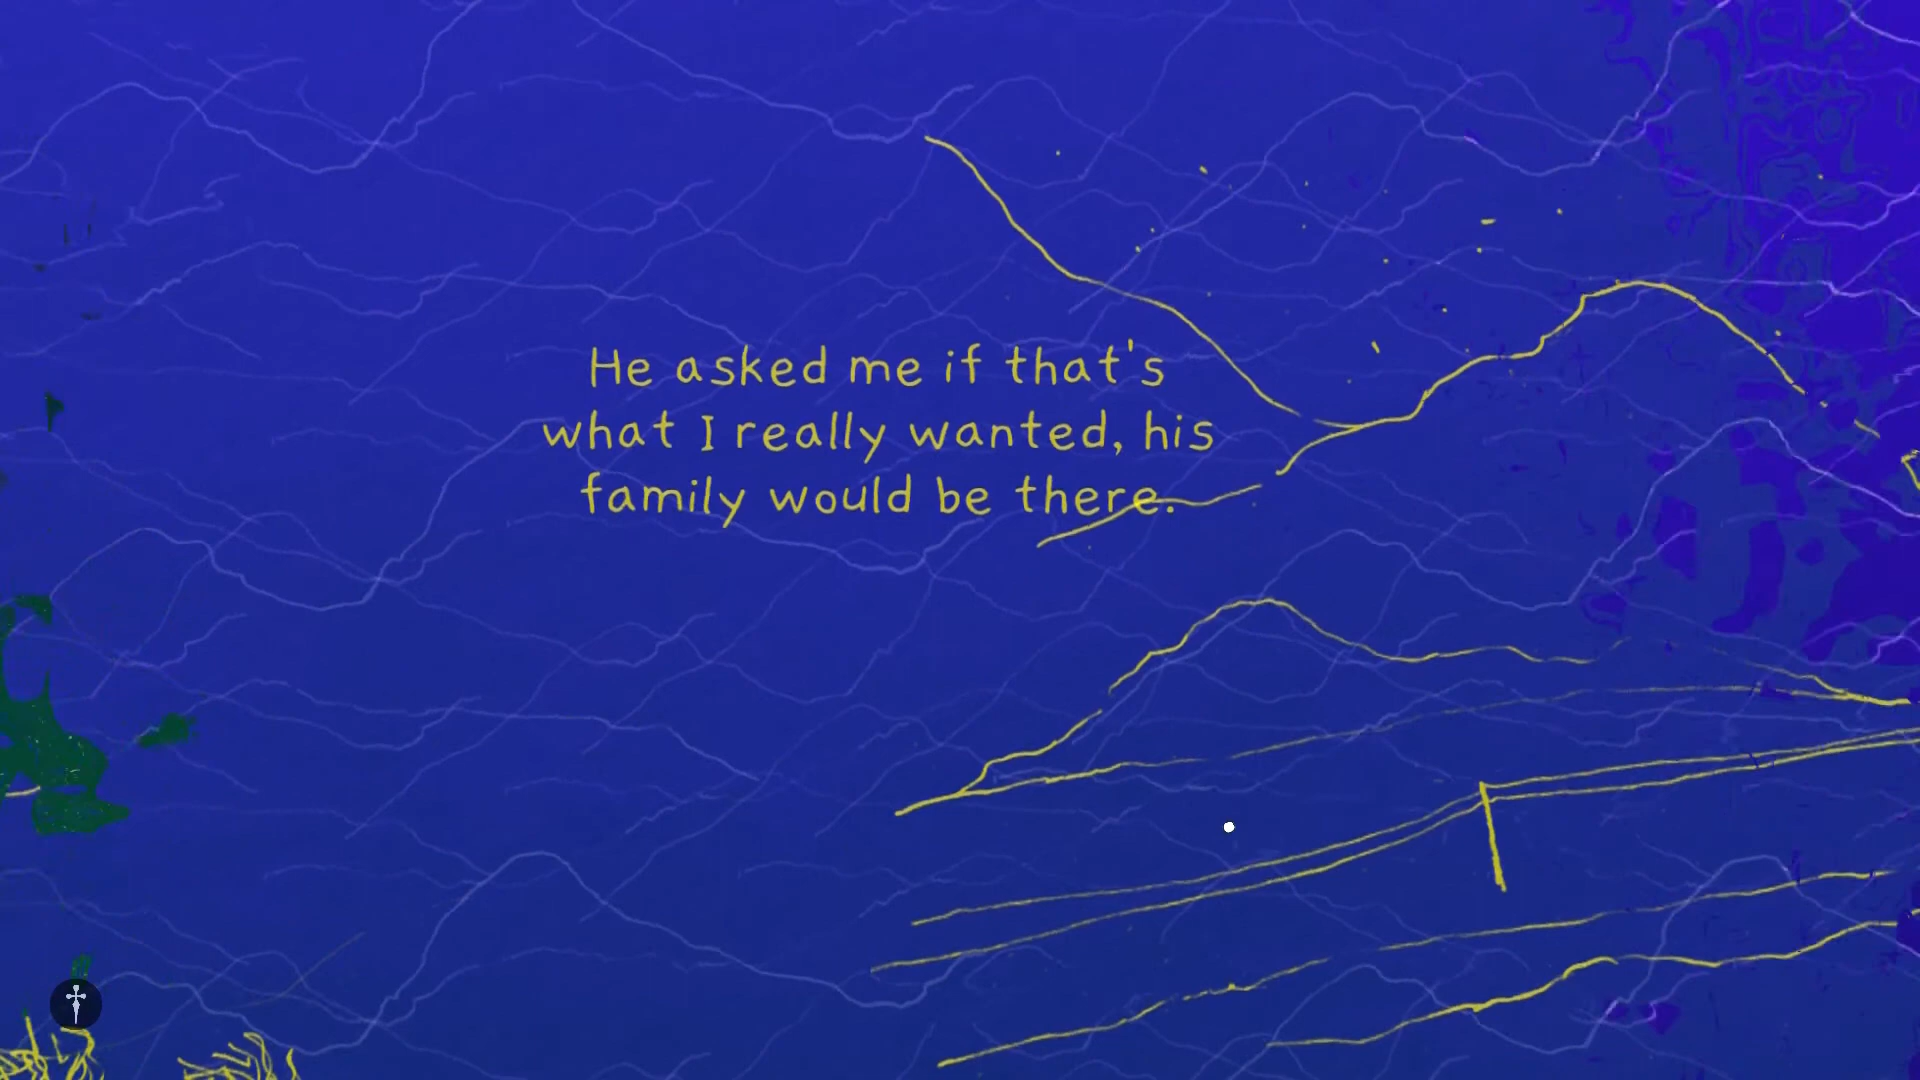 He asked me if that's
what I really wanted, his
family would be there.